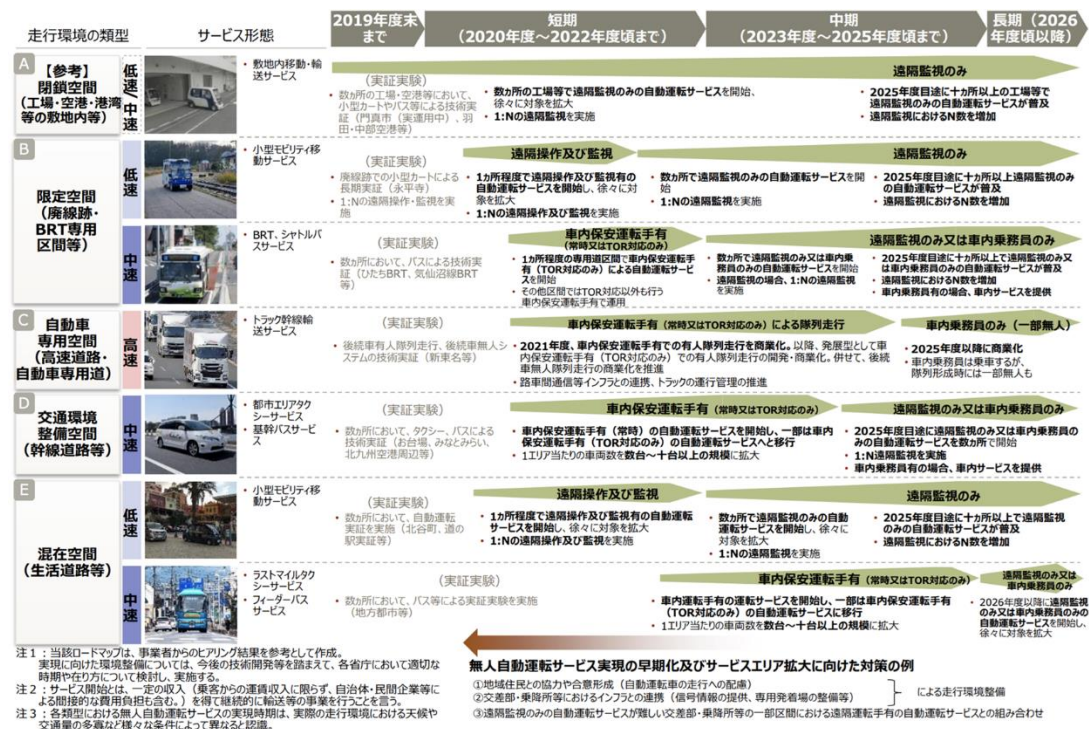 走行環境の類型
サービス形態
2019年度末
まで
短期
(2020年度~2022年度頃まで)
中期
(2023年度~2025年度頃まで)
長期(2026
年度頃以降)
A
【参考】
閉鎖空間
(工場・空港・港湾
等の敷地内等)
低速/中速
• 敷地内移動・輸
送サービス
(実証実験)
• 数ヵ所の工場・空港等において、
小型カートやバス等による技術実
証(門真市(実運用中)、羽
田・中部空港等)
遠隔監視のみ
• 数ヵ所の工場等で遠隔監視のみの自動運転サービスを開始、
徐々に対象を拡大
• 1:Nの遠隔監視を実施
• 2025年度目途に十ヵ所以上の工場等で
遠隔監視のみの自動運転サービスが普及
• 遠隔監視におけるN数を増加
B
限定空間
(廃線跡・
BRT専用
区間等)
低速
• 小型モビリティ移
動サービス
(実証実験)
• 廃線跡での小型カートによる
長期実証(永平寺)
• 1:Nの遠隔操作・監視を実
施
遠隔操作及び監視
• 1ヵ所程度で遠隔操作及び監視有の
自動運転サービスを開始し、徐々に対
象を拡大
• 1:Nの遠隔操作及び監視を実施
遠隔監視のみ
• 数ヵ所で遠隔監視のみの自動運転サービスを開
始
• 1:Nの遠隔監視を実施
• 2025年度目途に十ヵ所以上遠隔監視のみ
の自動運転サービスが普及
• 遠隔監視におけるN数を増加
中速
• BRT、シャトルバ
スサービス
(実証実験)
• 数ヵ所において、バスによる技術
実証(ひたちBRT、気仙沼線BRT
等)
車内保安運転手有
(常時又はTOR対応のみ)
• 1ヵ所程度の専用道区間で車内保安運転手
有(TOR対応のみ)による自動運転サービ
スを開始
• その他区間ではTOR対応以外も行う
車内保安運転手有で運用
遠隔監視のみ又は車内乗務員のみ
• 数ヵ所で遠隔監視のみ又は車内乗
務員のみの自動運転サービスを開始
• 遠隔監視の場合、1:Nの遠隔監視
を実施
• 2025年度目途に十ヵ所以上で遠隔監視のみ又
は車内乗務員のみの自動運転サービスが普及
• 遠隔監視におけるN数を増加
• 車内乗務員有の場合、車内サービスを提供
C
自動車
専用空間
(高速道路・
自動車専用道)
高速
• トラック幹線輸
送サービス
(実証実験)
• 後続車有人隊列走行、後続車無人シ
ステムの技術実証(新東名等)
車内保安運転手有(常時又はTOR対応のみ)による隊列走行
• 2021年度、車内保安運転手有での有人隊列走行を商業化。以降、発展型として車
内保安運転手有(TOR対応のみ)での有人隊列走行の開発・商業化。併せて、後続
車無人隊列走行の商業化を推進
• 路車間通信等インフラとの連携、トラックの運行管理の推進
車内乗務員のみ(一部無人)
• 2025年度以降に商業化
• 車内乗務員は乗車するが、
隊列形成時には一部無人も
D
交通環境
整備空間
(幹線道路等)
中速
• 都市エリアタク
シーサービス
• 基幹バスサービ
ス
(実証実験)
• 数ヵ所において、タクシー、バスによる
技術実証(お台場、みなとみらい、
北九州空港周辺等)
車内保安運転手有(常時又はTOR対応のみ)
• 車内保安運転手有(常時)の自動運転サービスを開始し、一部は車内
保安運転手有(TOR対応のみ)の自動運転サービスへと移行
• 1エリア当たりの車両数を数台~十台以上の規模に拡大
遠隔監視のみ又は車内乗務員のみ
• 2025年度目途に遠隔監視のみ又は車内乗務員の
みの自動運転サービスを数ヵ所で開始
• 1:Nの遠隔監視を実施
• 車内乗務員有の場合、車内サービスを提供
E
混在空間
(生活道路等)
低速
• 小型モビリティ移
動サービス
(実証実験)
• 数ヵ所において、自動運転
実証を実施(北谷町、道の
駅実証等)
遠隔操作及び監視
• 1ヵ所程度で遠隔操作及び監視有の自動運転
サービスを開始し、徐々に対象を拡大
• 1:Nの遠隔操作及び監視を実施
遠隔監視のみ
• 数ヵ所で遠隔監視のみの自動
運転サービスを開始し、徐々に
対象を拡大
• 1:Nの遠隔監視を実施
• 2025年度目途に十ヵ所以上で遠隔監視
のみの自動運転サービスが普及
• 遠隔監視におけるN数を増加
中速
• ラストマイルタク
シーサービス
• フィーダーバス
サービス
(実証実験)
• 数ヵ所において、バス等による実証実験を実施
(地方都市等)
車内保安運転手有(常時又はTOR対応のみ)
• 車内運転手有の運転サービスを開始し、一部は車内保安運転手有
(TOR対応のみ)の自動運転サービスに移行
• 1エリア当たりの車両数を数台~十台以上の規模に拡大
遠隔監視のみ又は
車内乗務員のみ
• 2026年度以降に遠隔監視
のみ又は車内乗務員のみの
自動運転サービスを開始し、
徐々に対象を拡大
注1:当該ロードマップは、事業者からのヒアリング結果を参考として作成。
実現に向けた環境整備については、今後の技術開発等を踏まえて、各省庁において適切な
時期や在り方について検討し、実施する。
注2:サービス開始とは、一定の収入(乗客からの運賃収入に限らず、自治体・民間企業等に
よる間接的な費用負担も含む。)を得て継続的に輸送等の事業を行うことを言う。
注3:各類型における無人自動運転サービスの実現時期は、実際の走行環境における天候や
交通量の多寡など様々な条件によって異なると認識。
無人自動運転サービス実現の早期化及びサービスエリア拡大に向けた対策の例
①地域住民との協力や合意形成(自動運転車の走行への配慮)
②交差部・乗降所等におけるインフラとの連携(信号情報の提供、専用発着場の整備等)
による走行環境整備
③遠隔監視のみの自動運転サービスが難しい交差部・乗降所等の一部区間における遠隔運転手有の自動運転サービスとの組み合わせ